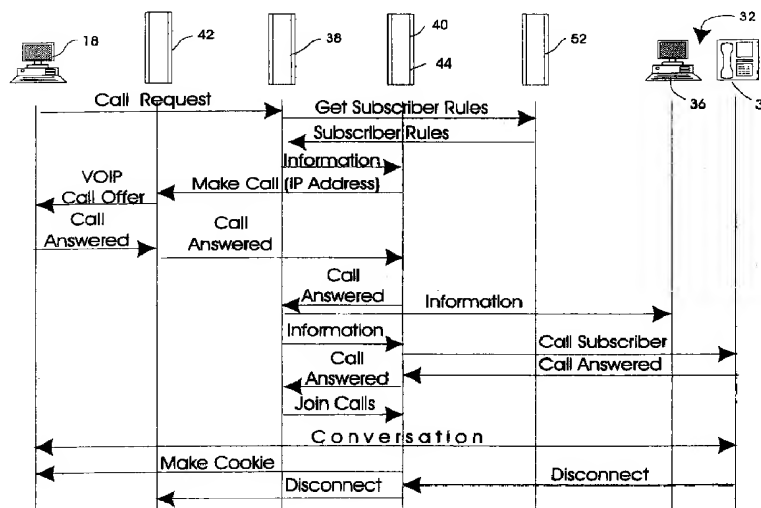 18
42
38
40
44
52
32
36
3
Call Request
Get Subscriber Rules
Subscriber Rules
Information
VOIP
Call Offer
Make Call (IP Address)
Call
Answered
Call
Answered
Call
Answered
Information
Information
Call Subscriber
Call Answered
Call
Answered
Join Calls
Conversation
Make Cookie
Disconnect
Disconnect